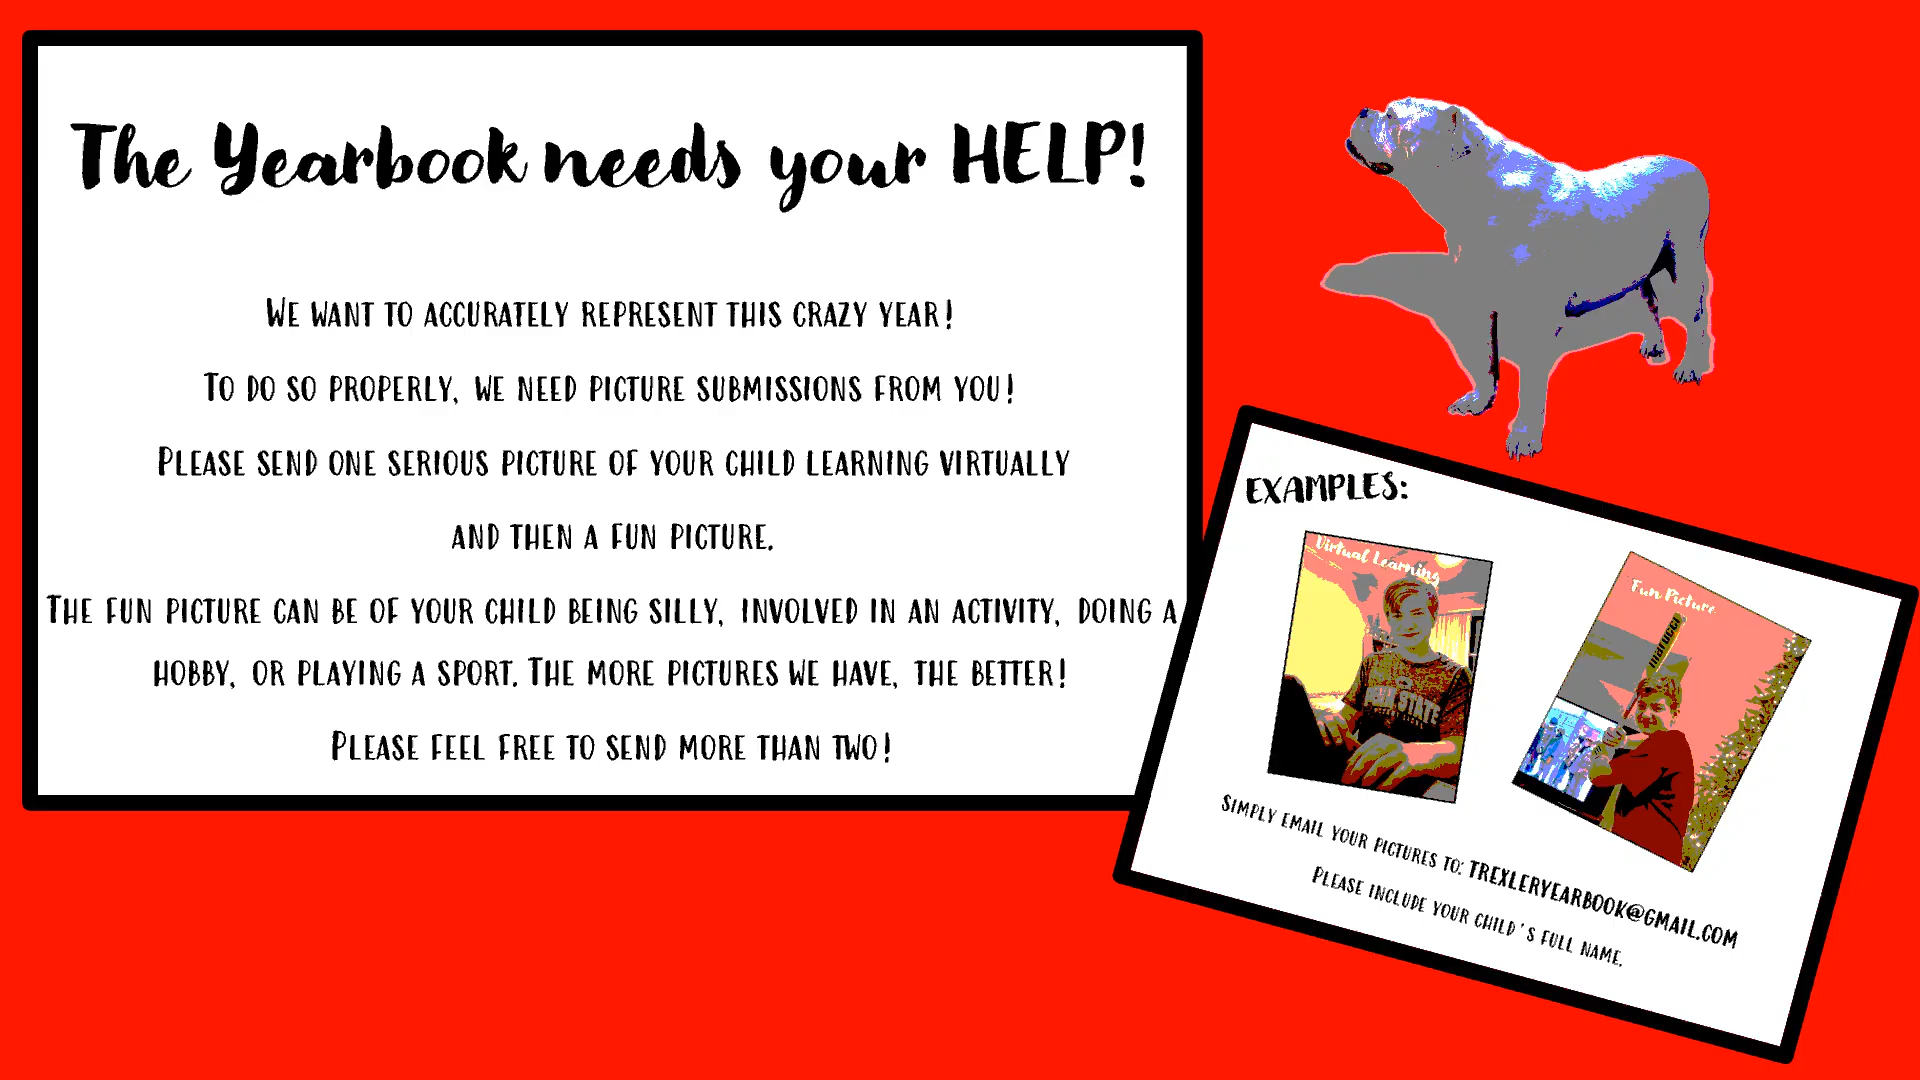 The Yearbook needs your HELP!
We want to accurately represent this crazy year!
To do so properly, we need picture submissions from you!
Please send one serious picture of your child learning virtually
and then a fun picture.
The fun picture can be of your child being silly, involved in an activity, doing a
hobby, or playing a sport. The more pictures we have, the better!
Please feel free to send more than two!
EXAMPLES:
Virtual Learning
PENN STATE
Fun Picture
marucci
Simply email your pictures to: TREXLERYEARBOOK@GMAIL.COM
Please include your child's full name.